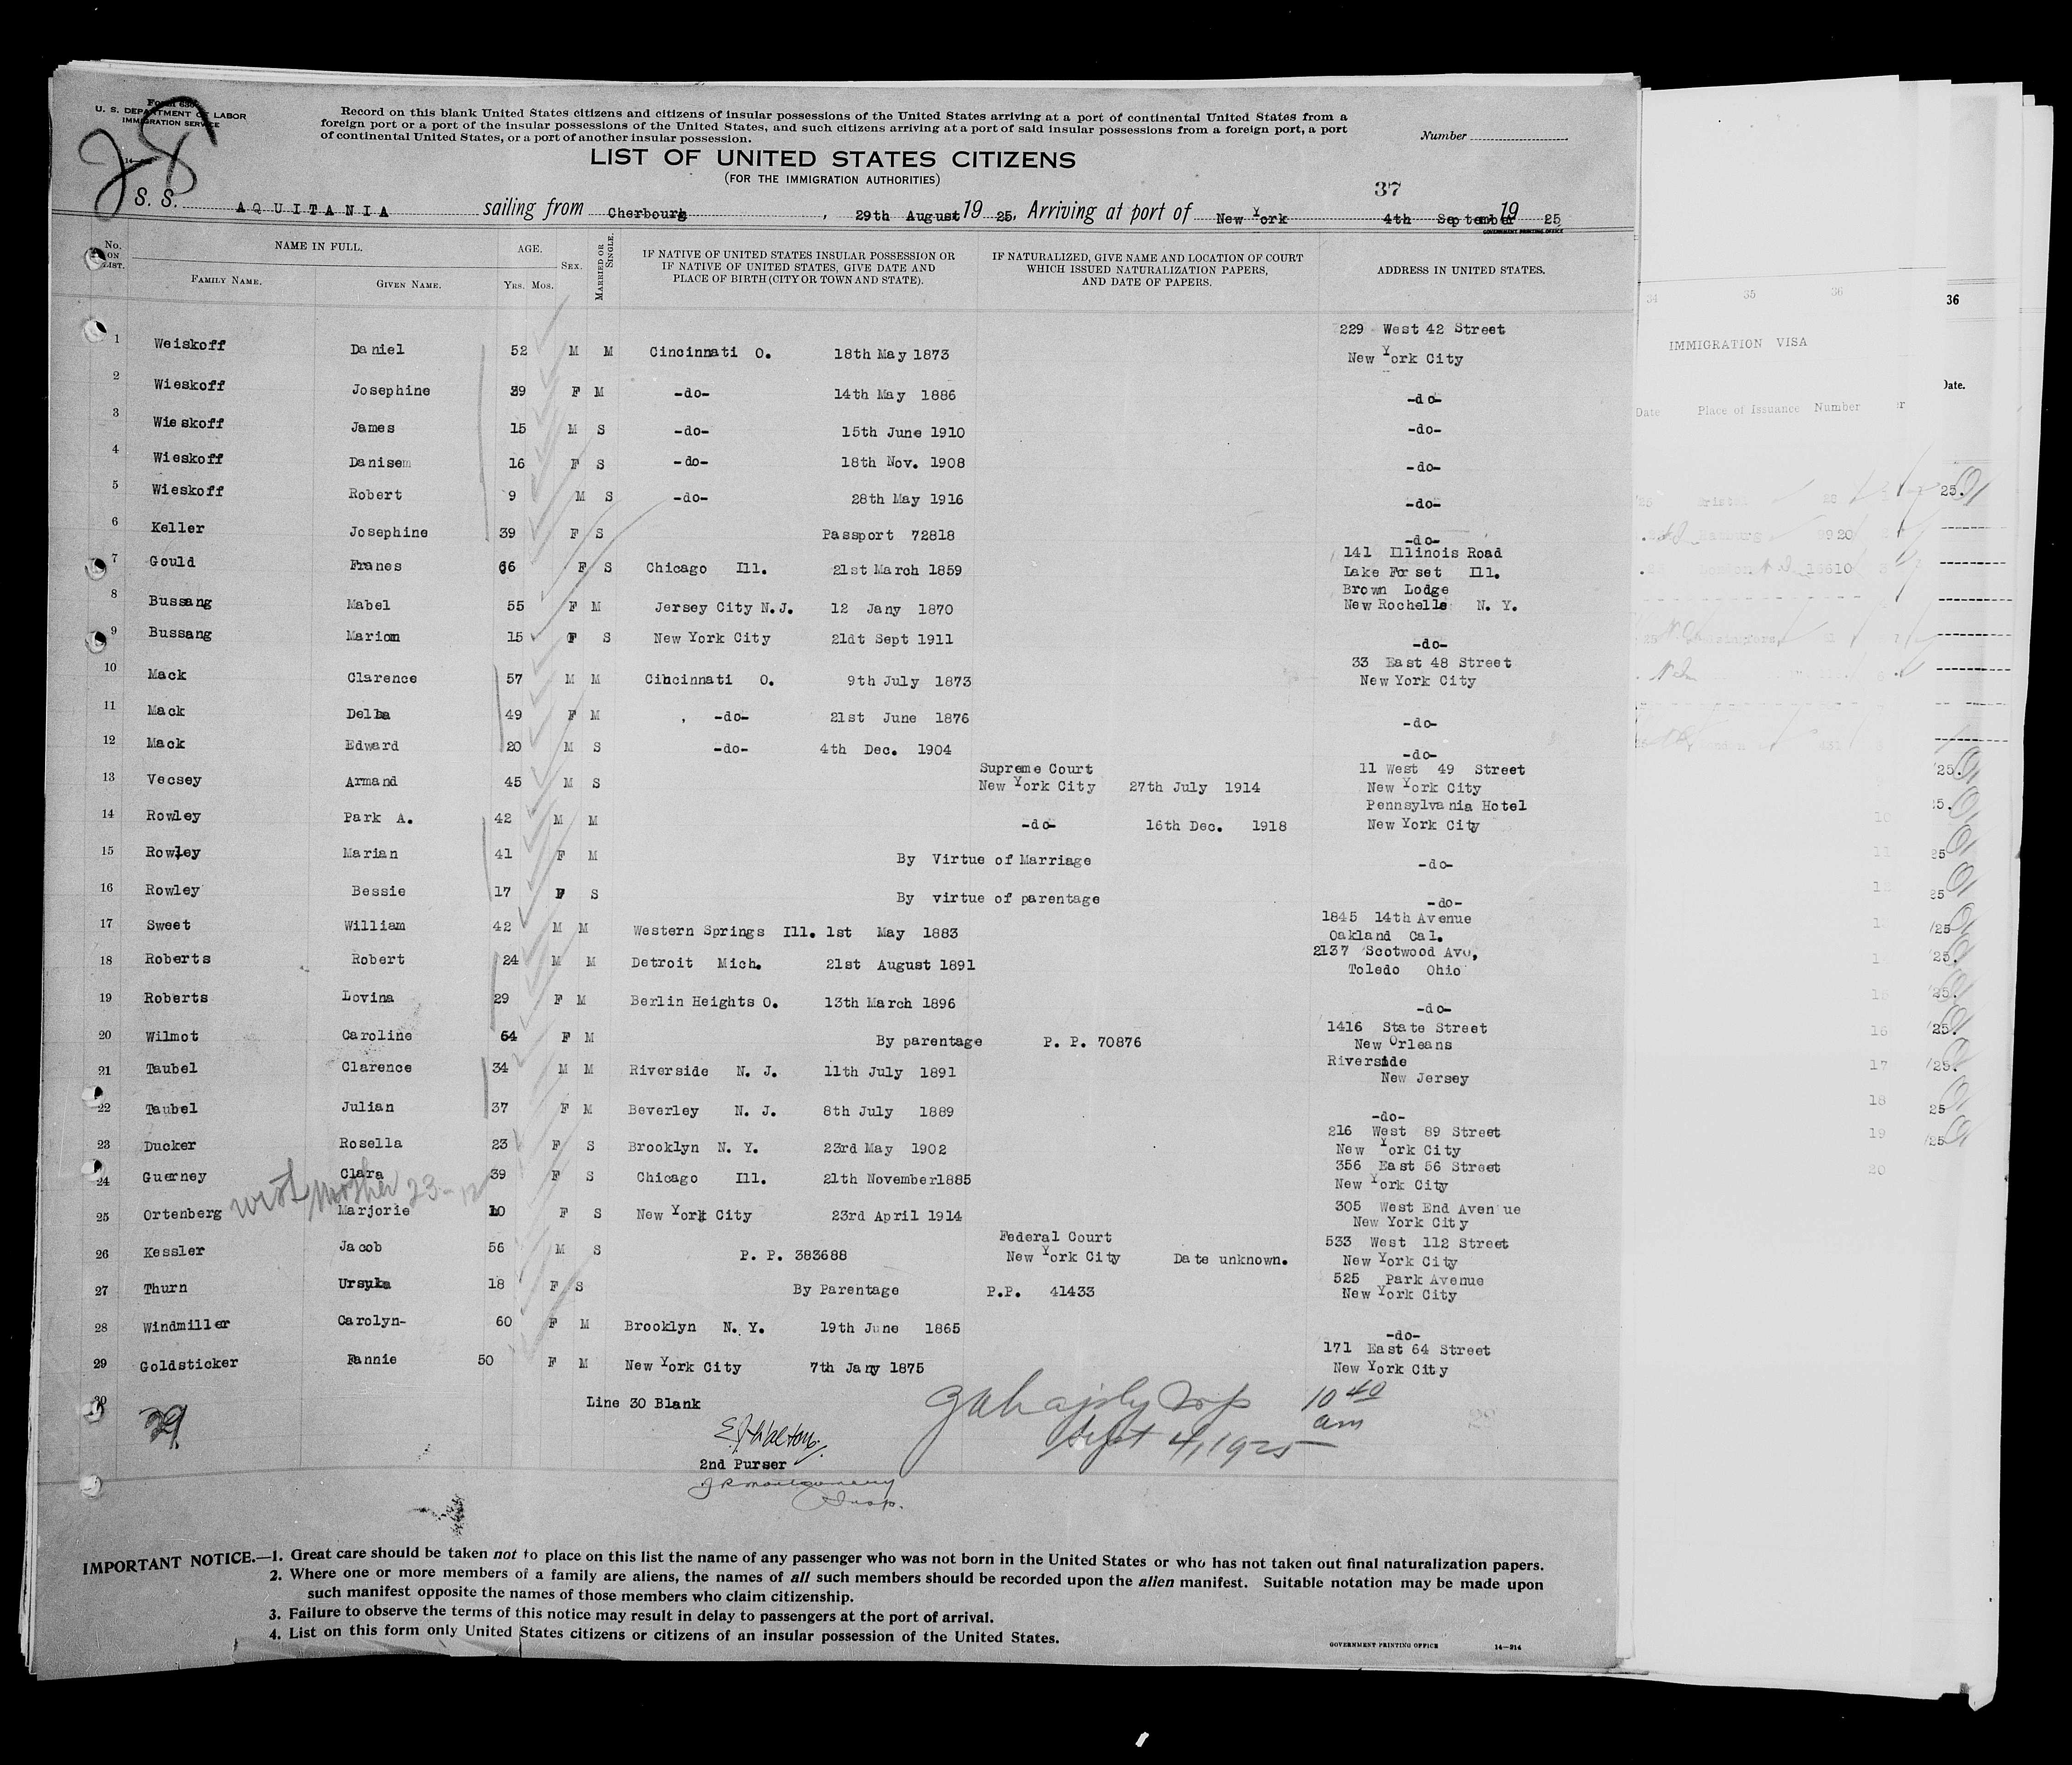 U. S. DEPARTMENT OF LABOR
IMMIGRATION SERVICE
28
Record on this blank United States citizens and citizens of insular possessions of the United States arriving at a port of continental United States from a
foreign port or a port of the insular possessions of the United States, and such citizens arriving at a port of said insular possessions from a foreign port, a port
of continental United States, or a port of another insular possession.
Number
LIST OF UNITED STATES CITIZENS
(FOR THE IMMIGRATION AUTHORITIES)
37
S. S. AQUITANIA sailing from Cherbourg, 29th August 1925, Arriving at port of New York 4th September 1925
GOVERNMENT PRINTING OFFICE
No. ON LIST. NAME IN FULL. FAMILY NAME. GIVEN NAME. AGE. YRS. MOS. SEX. MARRIED OR SINGLE. IF NATIVE OF UNITED STATES INSULAR POSSESSION OR IF NATIVE OF UNITED STATES, GIVE DATE AND PLACE OF BIRTH (CITY OR TOWN AND STATE). IF NATURALIZED, GIVE NAME AND LOCATION OF COURT WHICH ISSUED NATURALIZATION PAPERS, AND DATE OF PAPERS. ADDRESS IN UNITED STATES.
1 Weiskoff Daniel 52 M M Cincinnati O. 18th May 1873 229 West 42 Street New York City
2 Wieskoff Josephine 39 F M -do- 14th May 1886 -do-
3 Wieskoff James 15 M S -do- 15th June 1910 -do-
4 Wieskoff Danisem 16 F S -do- 18th Nov. 1908 -do-
5 Wieskoff Robert 9 M S -do- 28th May 1916 -do-
6 Keller Josephine 39 F S Passport 72818 -do-
7 Gould Franes 66 F S Chicago Ill. 21st March 1859 141 Illinois Road Lake Forset Ill.
8 Bussang Mabel 55 F M Jersey City N.J. 12 Jany 1870 Brown Lodge New Rochelle N. Y.
9 Bussang Marion 15 F S New York City 21dt Sept 1911 -do-
10 Mack Clarence 57 M M Cincinnati O. 9th July 1873 33 East 48 Street New York City
11 Mack Della 49 F M -do- 21st June 1876 -do-
12 Mack Edward 20 M S -do- 4th Dec. 1904 -do-
13 Vecsey Armand 45 M S Supreme Court New York City 27th July 1914 11 West 49 Street New York City
14 Rowley Park A. 42 M M -do- 16th Dec. 1918 Pennsylvania Hotel New York City
15 Rowley Marian 41 F M By Virtue of Marriage -do-
16 Rowley Bessie 17 F S By virtue of parentage -do-
17 Sweet William 42 M M Western Springs Ill. 1st May 1883 1845 14th Avenue Oakland Cal.
18 Roberts Robert 24 M M Detroit Mich. 21st August 1891 2137 Scotwood Ave, Toledo Ohio
19 Roberts Lovina 29 F M Berlin Heights O. 13th March 1896 -do-
20 Wilmot Caroline 64 F M By parentage P. P. 70876 1416 State Street New Orleans
21 Taubel Clarence 34 M M Riverside N. J. 11th July 1891 Riverside New Jersey
22 Taubel Julian 37 F M Beverley N. J. 8th July 1889 -do-
23 Ducker Rosella 23 F S Brooklyn N. Y. 23rd May 1902 216 West 89 Street New York City
24 Guerney Clara 39 F S Chicago Ill. 21th November1885 356 East 56 Street New York City
mother 23-12
25 Ortenberg Marjorie 10 F S New York City 23rd April 1914 305 West End Avenue New York City
26 Kessler Jacob 56 M S P. P. 383688 Federal Court New York City Date unknown. 533 West 112 Street New York City
27 Thurn Ursula 18 F S By Parentage P.P. 41433 525 Park Avenue New York City
28 Windmiller Carolyn- 60 F M Brooklyn N. Y. 19th June 1865 -do-
29 Goldsticker Fannie 50 F M New York City 7th Jany 1875 171 East 64 Street New York City
30 Line 30 Blank
29
10 40 am
Sept 4, 1925
E. J. Walton
2nd Purser
J R Montgomery
Insp.
IMPORTANT NOTICE.—1. Great care should be taken not to place on this list the name of any passenger who was not born in the United States or who has not taken out final naturalization papers.
2. Where one or more members of a family are aliens, the names of all such members should be recorded upon the alien manifest. Suitable notation may be made upon
such manifest opposite the names of those members who claim citizenship.
3. Failure to observe the terms of this notice may result in delay to passengers at the port of arrival.
4. List on this form only United States citizens or citizens of an insular possession of the United States.
GOVERNMENT PRINTING OFFICE 14—214
34 35 36 36
IMMIGRATION VISA
Date Place of Issuance Number
Date.